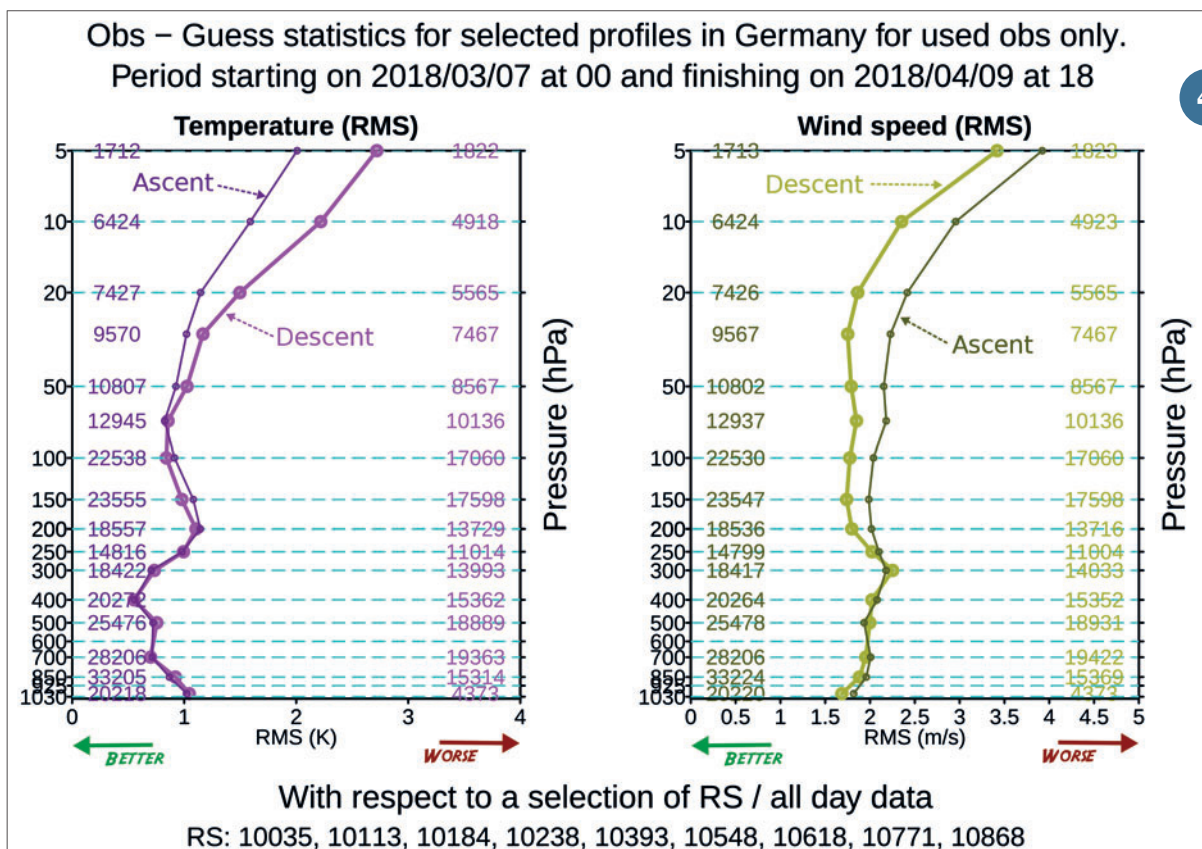 Obs – Guess statistics for selected profiles in Germany for used obs only.
Period starting on 2018/03/07 at 00 and finishing on 2018/04/09 at 18
4
Temperature (RMS)
5 1712 1822
Ascent
10 6424 4918
20 7427 5565
9570 Descent 7467
50 10807 8567
12945 10136
100 22538 17060
150 23555 17598
200 18557 13729
250 14816 11014
300 18422 13993
400 20272 15362
500 25476 18889
600
700 28206 19363
850 33205 15314
1030 20218 4373
0 1 2 3 4
RMS (K)
BETTER WORSE
Pressure (hPa)
Wind speed (RMS)
5 1713 1823
Descent
10 6424 4923
20 7426 5565
9567 Ascent 7467
50 10802 8567
12937 10136
100 22530 17060
150 23547 17598
200 18536 13716
250 14799 11004
300 18417 14033
400 20264 15352
500 25478 18931
600
700 28206 19422
850 33224 15369
1030 20220 4373
0 0.5 1 1.5 2 2.5 3 3.5 4 4.5 5
RMS (m/s)
BETTER WORSE
Pressure (hPa)
With respect to a selection of RS / all day data
RS: 10035, 10113, 10184, 10238, 10393, 10548, 10618, 10771, 10868